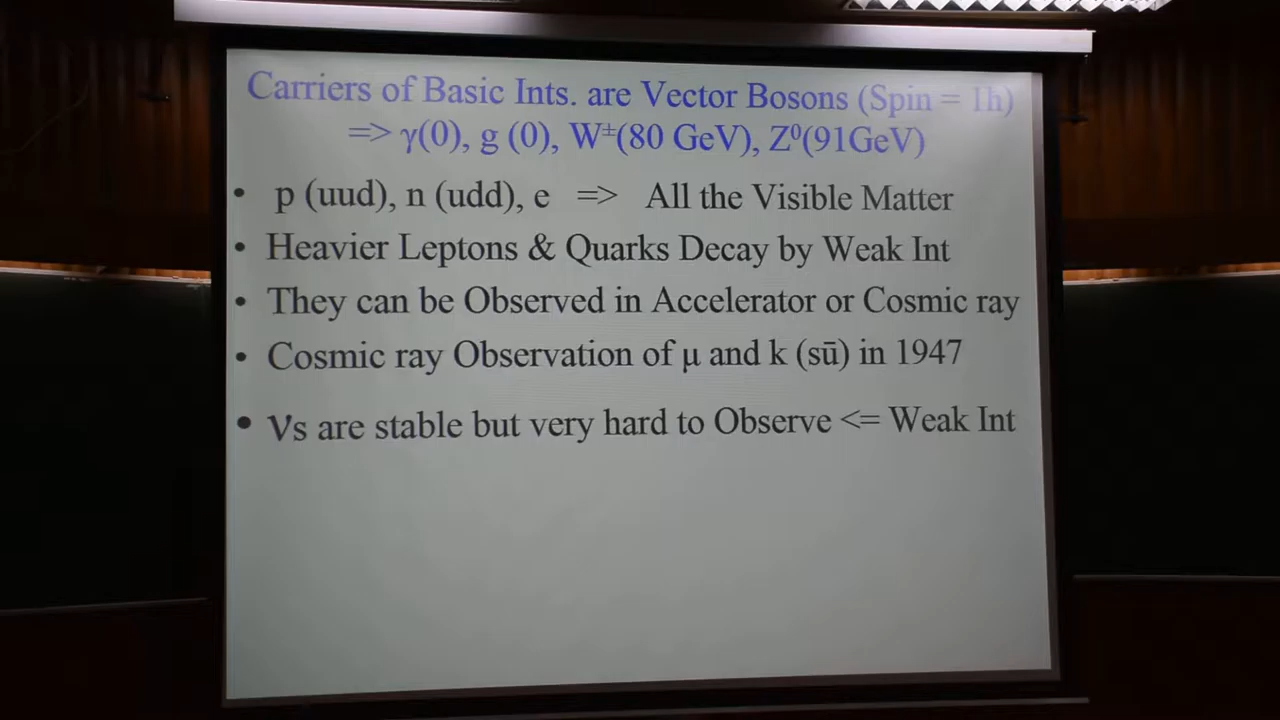 Carriers of Basic Ints. are Vector Bosons (Spin = 1h)
=> γ(0), g (0), W±(80 GeV), Z⁰(91GeV)
• p (uud), n (udd), e => All the Visible Matter
• Heavier Leptons & Quarks Decay by Weak Int
• They can be Observed in Accelerator or Cosmic ray
• Cosmic ray Observation of μ and k (sū) in 1947
• νs are stable but very hard to Observe <= Weak Int